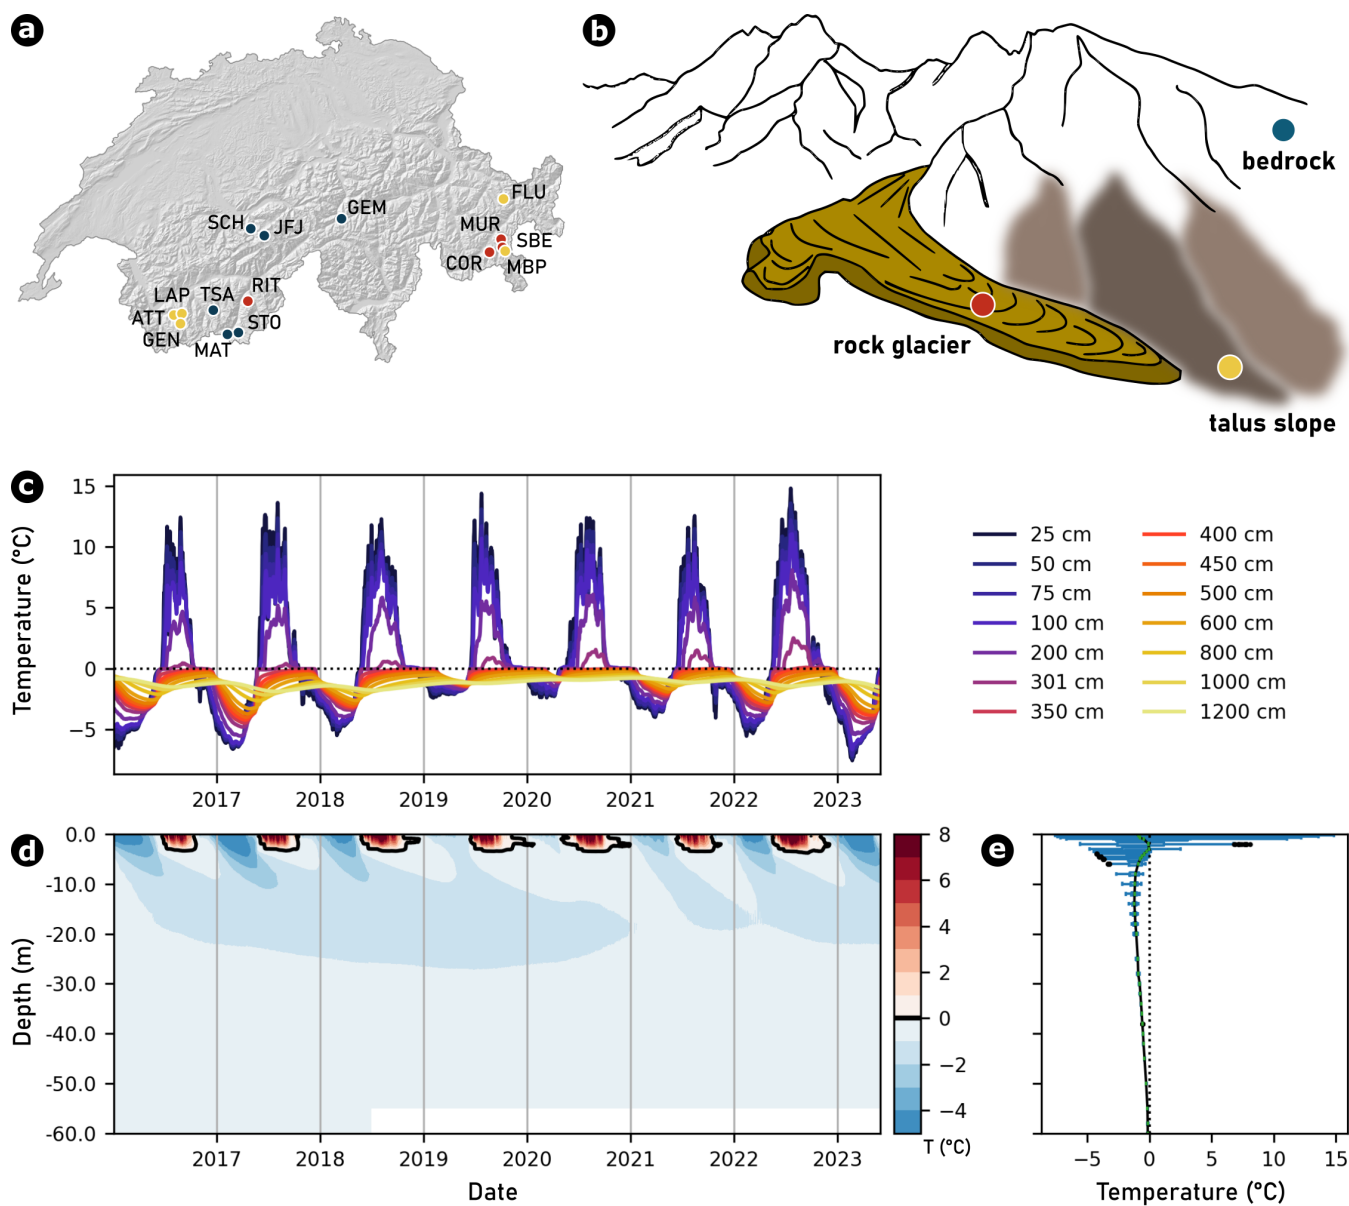 a
FLU
GEM
SCH
JFJ
MUR
SBE
COR
MBP
RIT
LAP
TSA
ATT
STO
GEN
MAT
b
bedrock
rock glacier
talus slope
c
Temperature (°C)
15
10
5
0
−5
2017 2018 2019 2020 2021 2022 2023
25 cm
50 cm
75 cm
100 cm
200 cm
301 cm
350 cm
400 cm
450 cm
500 cm
600 cm
800 cm
1000 cm
1200 cm
d
Depth (m)
0.0
-10.0
-20.0
-30.0
-40.0
-50.0
-60.0
2017 2018 2019 2020 2021 2022 2023
Date
8
6
4
2
0
−2
−4
T (°C)
e
−5 0 5 10 15
Temperature (°C)